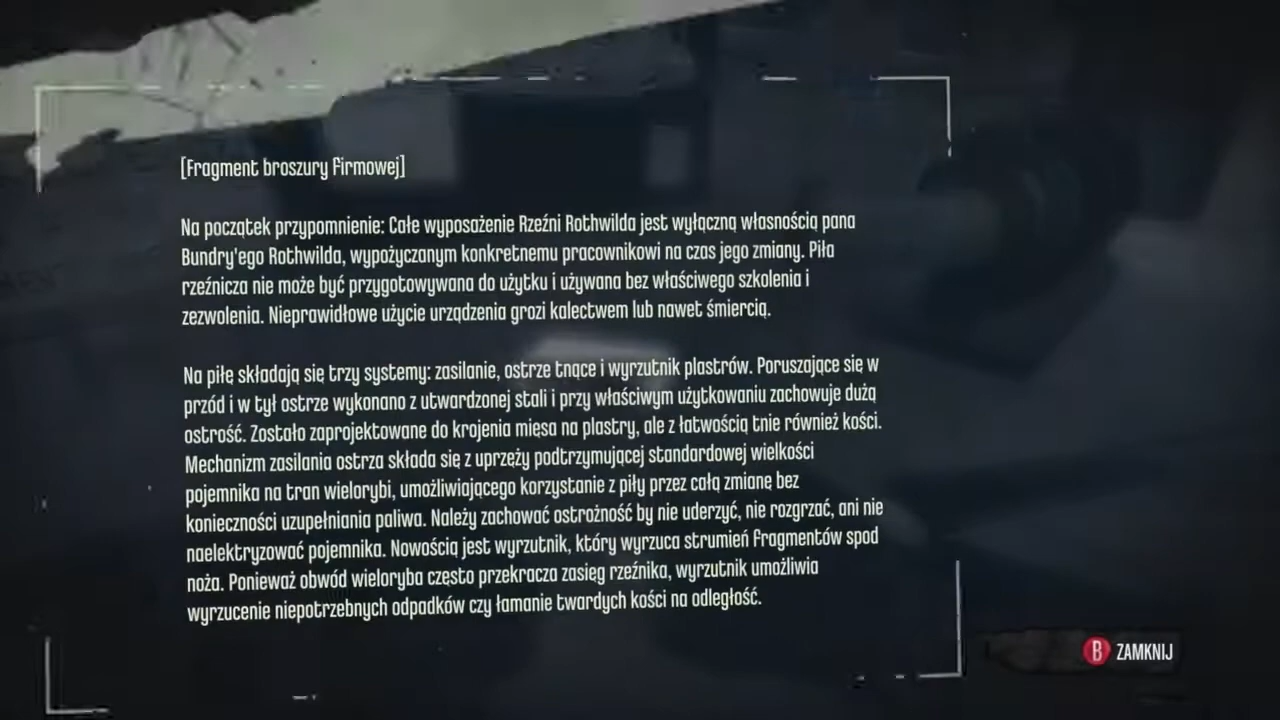 [Fragment broszury firmowej]
Na początek przypomnienie: Całe wyposażenie Rzeźni Rothwilda jest wyłączną własnością pana
Bundry'ego Rothwilda, wypożyczanym konkretnemu pracownikowi na czas jego zmiany. Piła
rzeźnicza nie może być przygotowywana do użytku i używana bez właściwego szkolenia i
zezwolenia. Nieprawidłowe użycie urządzenia grozi kalectwem lub nawet śmiercią.
Na piłę składają się trzy systemy: zasilanie, ostrze tnące i wyrzutnik plastrów. Poruszające się w
przód i w tył ostrze wykonano z utwardzonej stali i przy właściwym użytkowaniu zachowuje dużą
ostrość. Zostało zaprojektowane do krojenia mięsa na plastry, ale z łatwością tnie również kości.
Mechanizm zasilania ostrza składa się z uprzęży podtrzymującej standardowej wielkości
pojemnika na tran wielorybi, umożliwiającego korzystanie z piły przez całą zmianę bez
konieczności uzupełniania paliwa. Należy zachować ostrożność by nie uderzyć, nie rozgrzać, ani nie
naelektryzować pojemnika. Nowością jest wyrzutnik, który wyrzuca strumień fragmentów spod
noża. Ponieważ obwód wieloryba często przekracza zasięg rzeźnika, wyrzutnik umożliwia
wyrzucenie niepotrzebnych odpadków czy łamanie twardych kości na odległość.
B ZAMKNIJ